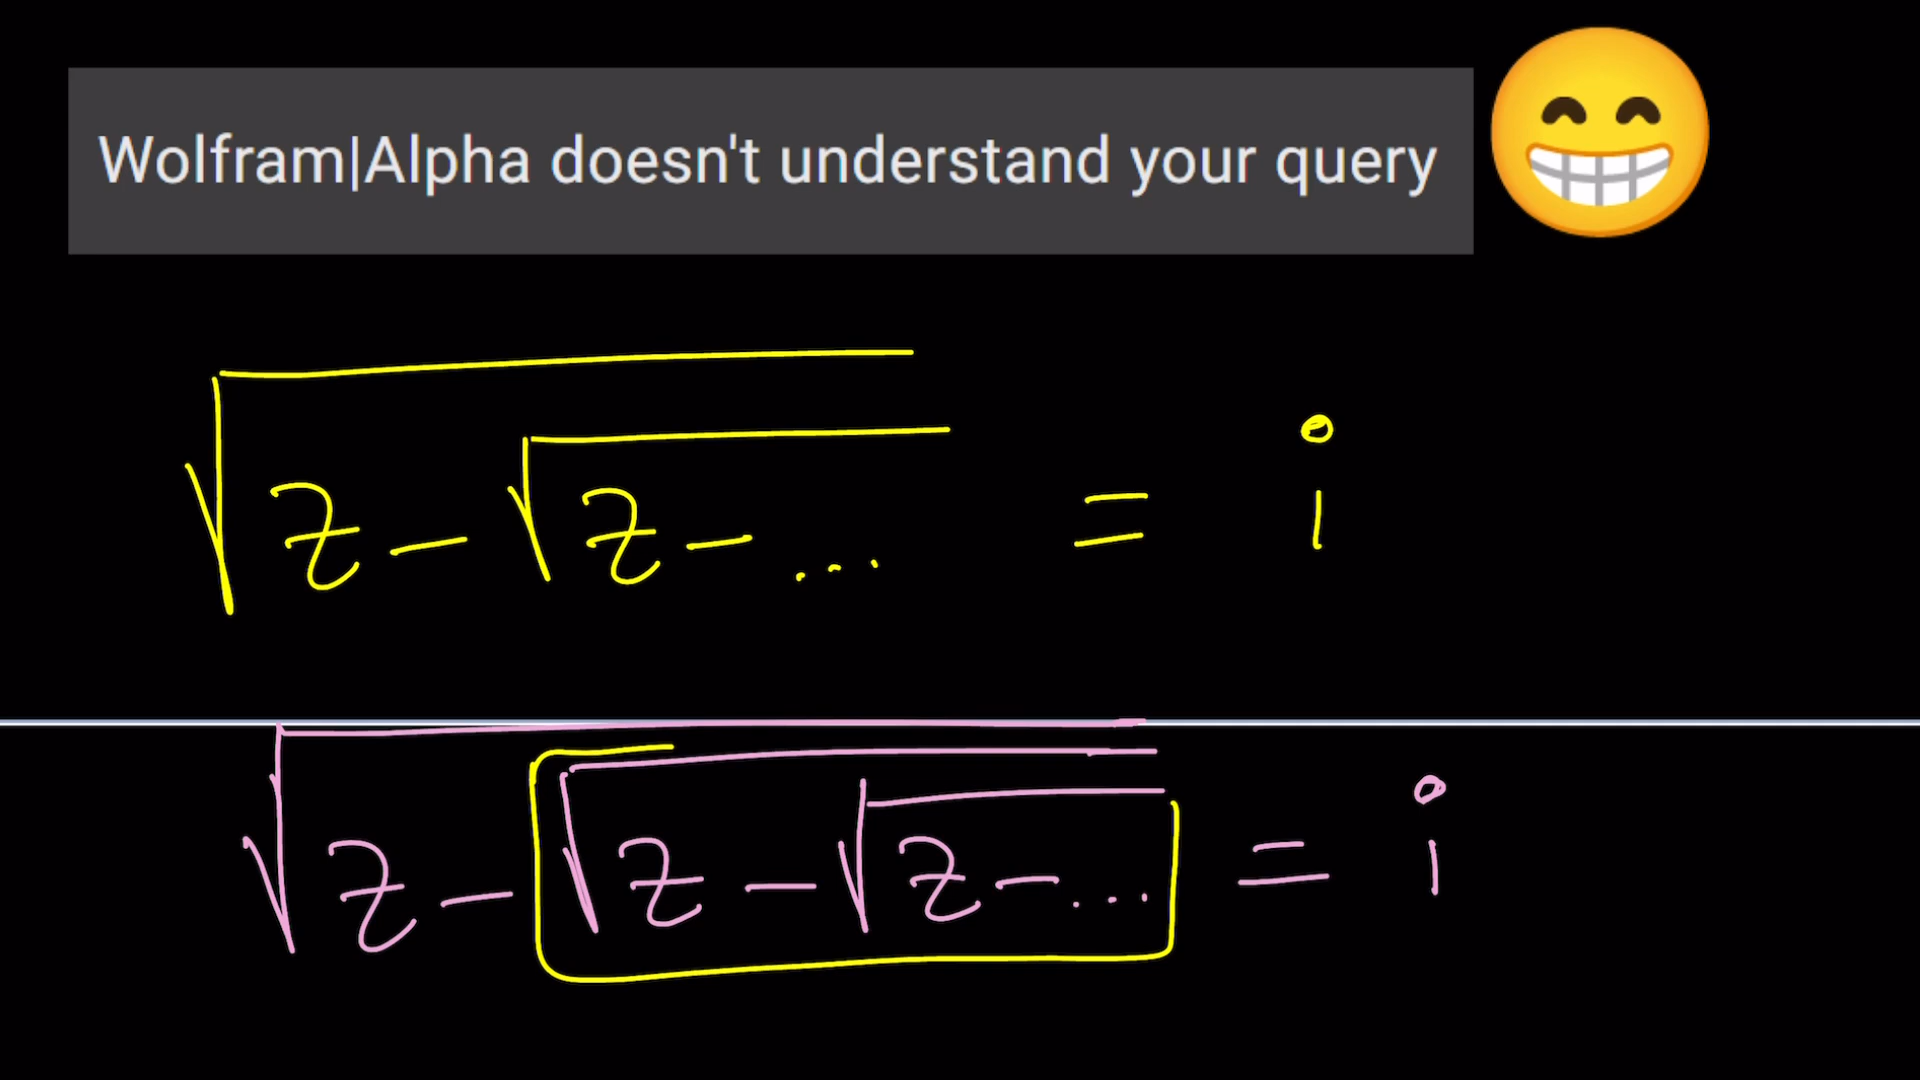 Wolfram|Alpha doesn't understand your query
√(z-√(z-...)) = i
√(z-√(z-√(z-...))) = i